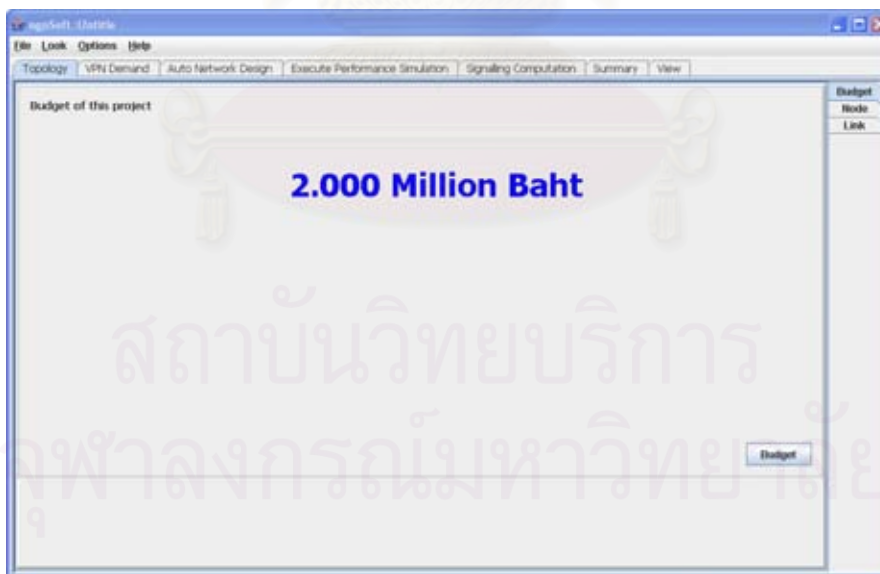 ngnSoft :Untitle
File Look Options Help
Topology VPN Demand Auto Network Design Execute Performance Simulation Signalling Computation Summary View
Budget
Node
Link
Budget of this project
2.000 Million Baht
Budget
สถาบันวิทยบริการ
จุฬาลงกรณ์มหาวิทยาลัย